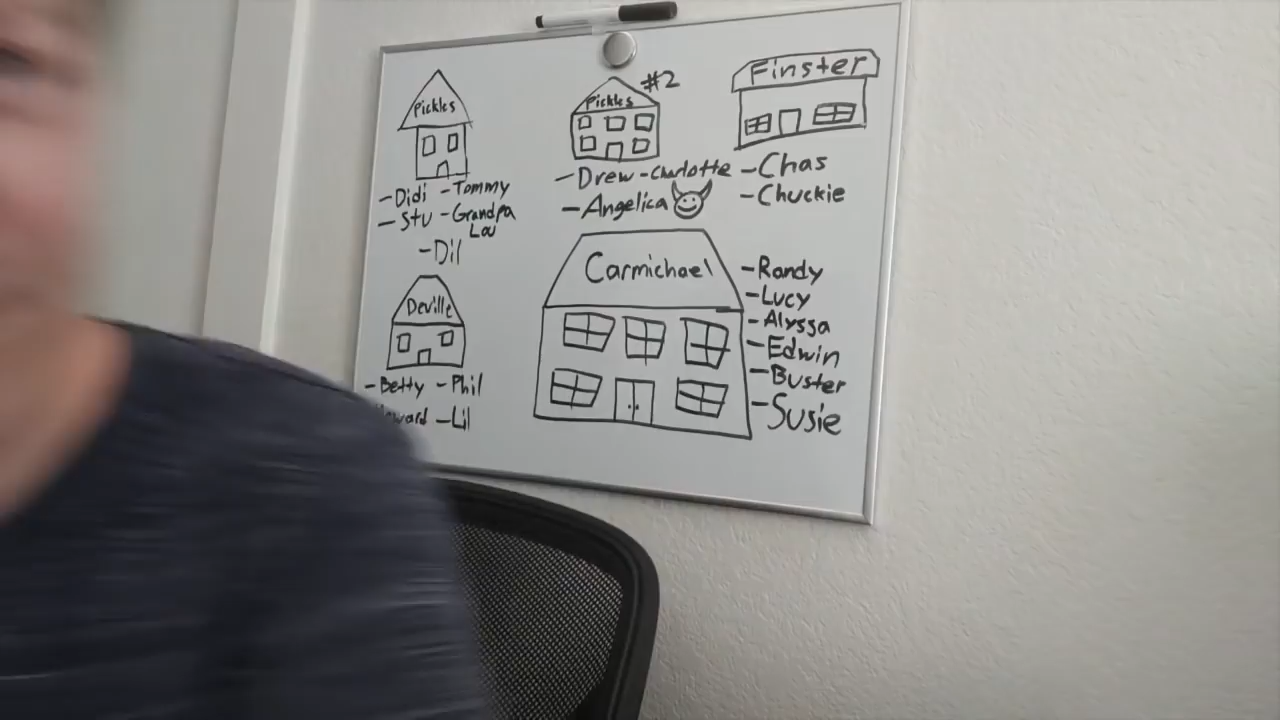 Pickles
-Didi -Tommy
-Stu -Grandpa
Lou
-Dil
#2
Pickles
-Drew -Charlotte
-Angelica
Finster
-Chas
-Chuckie
Deville
-Betty -Phil
-Lil
Carmichael
-Randy
-Lucy
-Alyssa
-Edwin
-Buster
-Susie